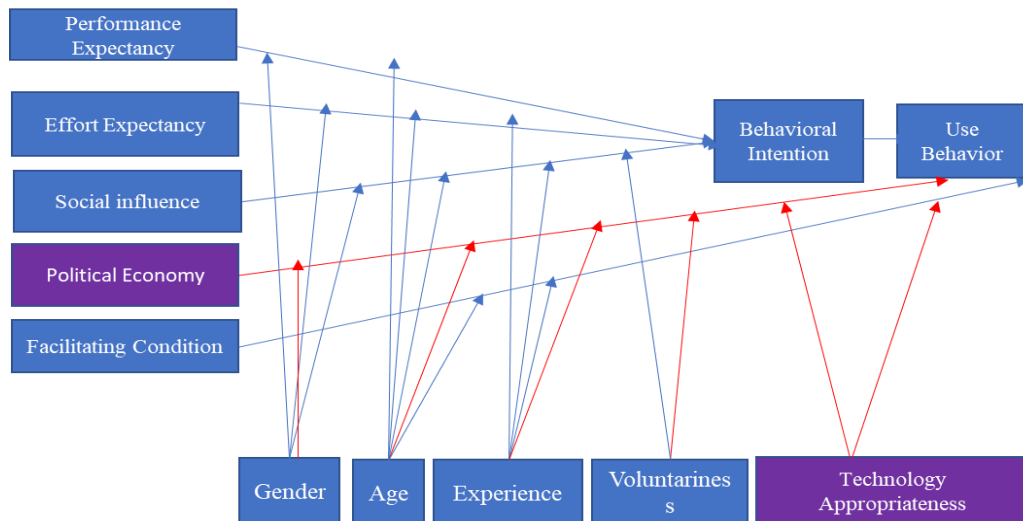 Performance
Expectancy
Effort Expectancy
Behavioral
Intention
Use
Behavior
Social influence
Political Economy
Facilitating Condition
Gender
Age
Experience
Voluntarines
s
Technology
Appropriateness